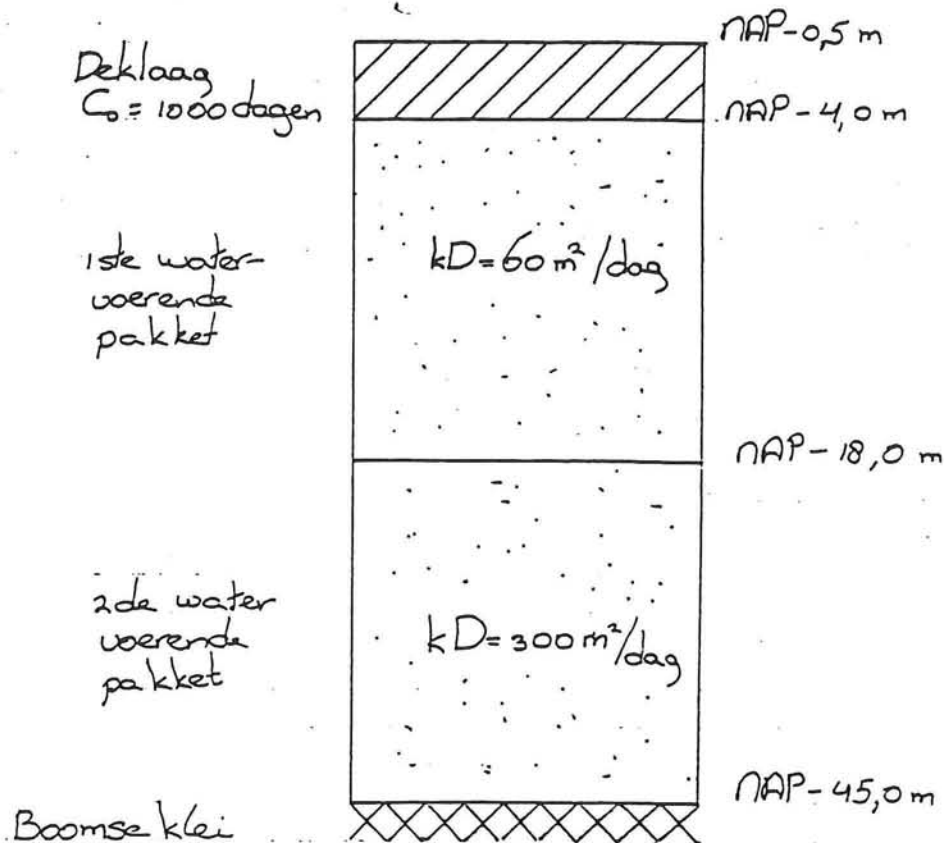 NAP-0,5 m
Deklaag
C₀ = 1000 dagen
NAP-4,0 m
1ste water-
voerende
pakket
kD=60 m²/dag
NAP-18,0 m
2de water
voerende
pakket
kD=300 m²/dag
NAP-45,0 m
Boomse klei